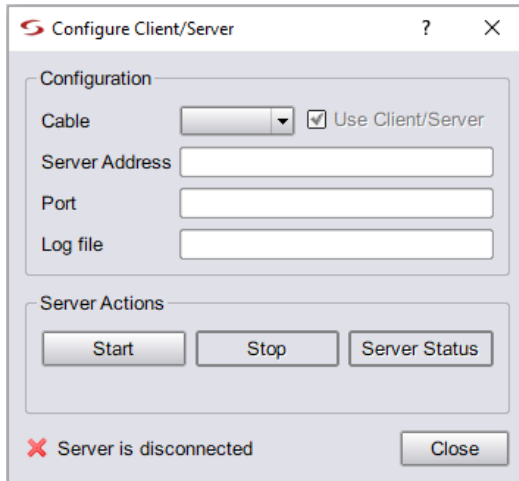 Configure Client/Server ?
Configuration
Cable Use Client/Server
Server Address
Port
Log file
Server Actions
Start Stop Server Status
Server is disconnected Close